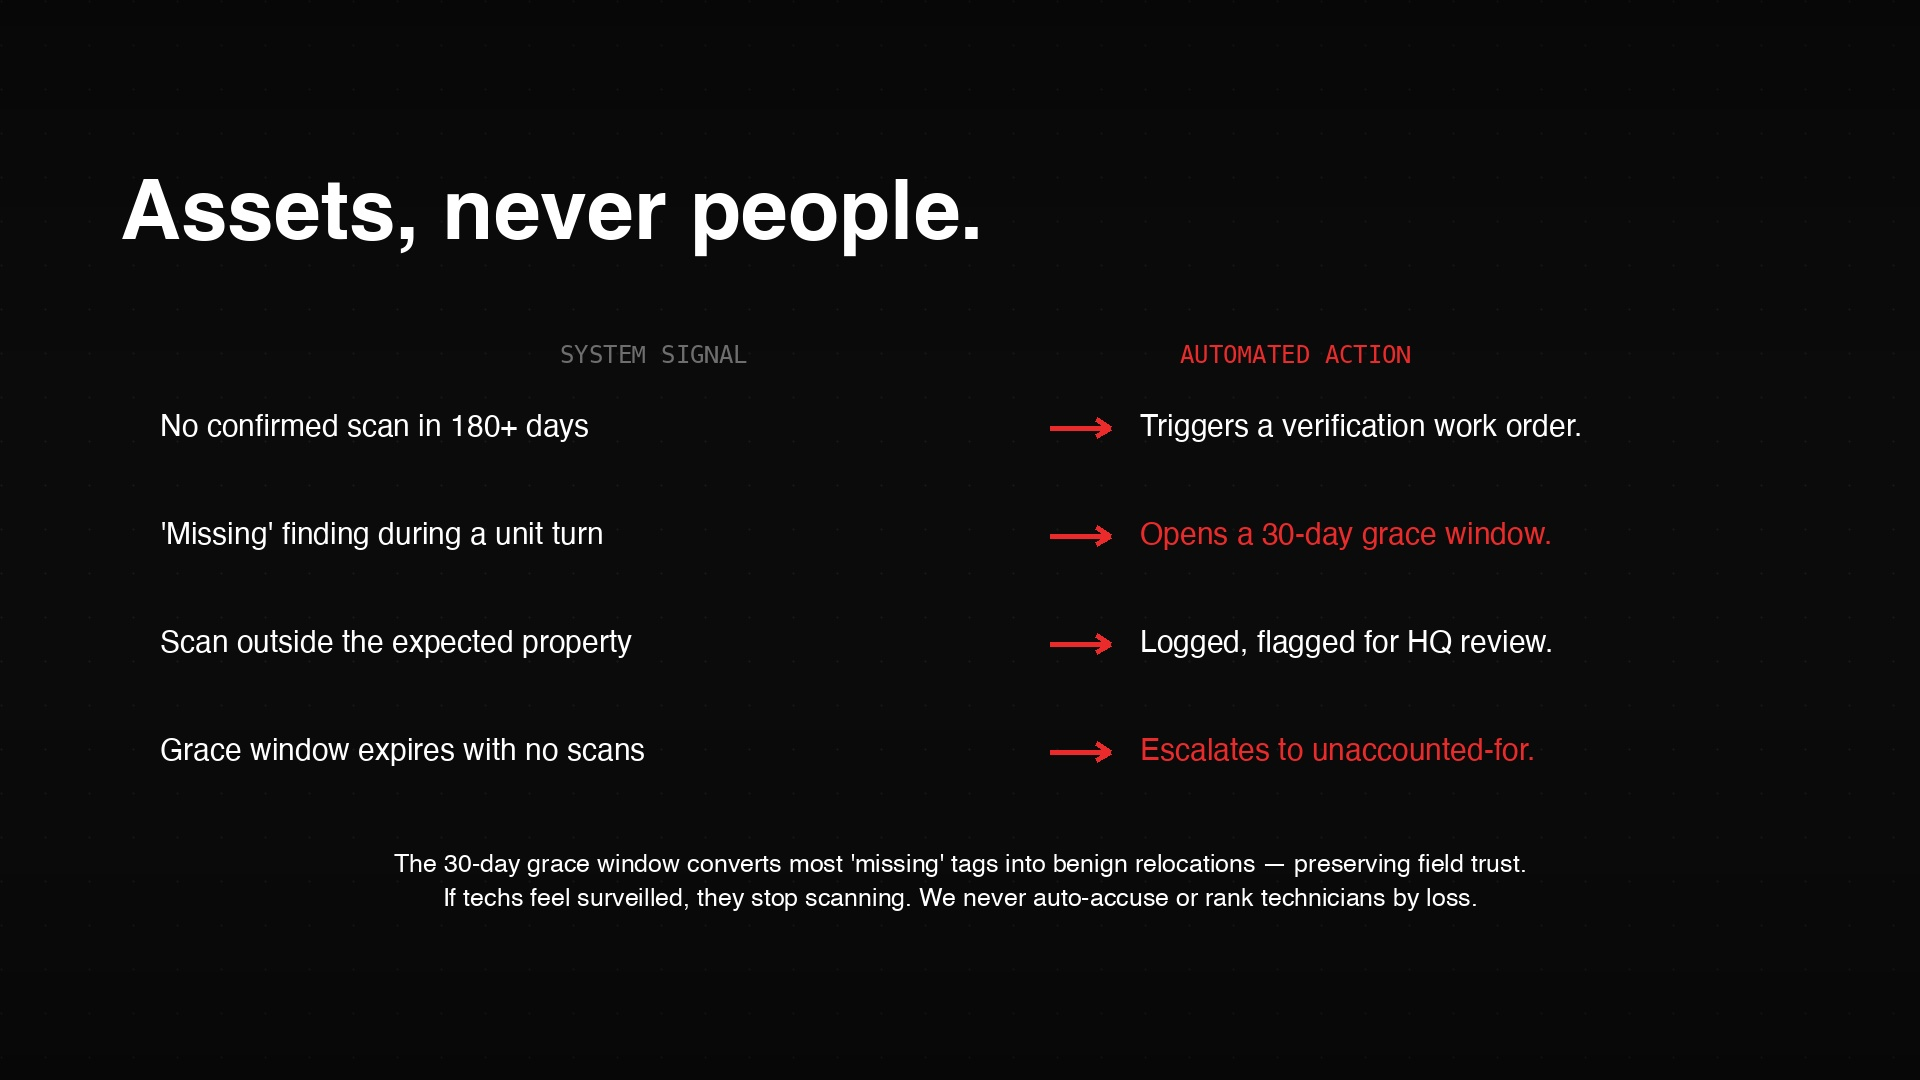 Assets, never people.
SYSTEM SIGNAL
AUTOMATED ACTION
No confirmed scan in 180+ days
Triggers a verification work order.
'Missing' finding during a unit turn
Opens a 30-day grace window.
Scan outside the expected property
Logged, flagged for HQ review.
Grace window expires with no scans
Escalates to unaccounted-for.
The 30-day grace window converts most 'missing' tags into benign relocations — preserving field trust.
If techs feel surveilled, they stop scanning. We never auto-accuse or rank technicians by loss.